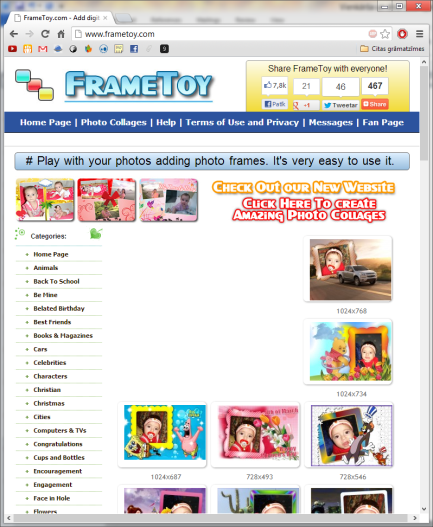 FrameToy - Add digi
www.frametoy.com
Citas grāmatzīmes
FrameToy
Share FrameToy with everyone!
7,8k
21
46
467
Patīk
+1
Tweetar
Share
Home Page | Photo Collages | Help | Terms of Use and Privacy | Messages | Fan Page
# Play with your photos adding photo frames. It's very easy to use it.
Check Out our New Website
Click Here To create
Amazing Photo Collages
Categories:
Home Page
Animals
Back To School
Be Mine
Belated Birthday
Best Friends
Books & Magazines
Cars
Celebrities
Characters
Christian
Christmas
Cities
Computers & TVs
Congratulations
Cups and Bottles
Encouragement
Engagement
Face in Hole
Flowers
1024x768
1024x734
1024x687
728x493
728x546